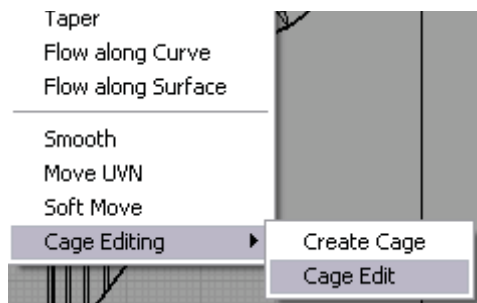 Taper
Flow along Curve
Flow along Surface
Smooth
Move UVN
Soft Move
Cage Editing
Create Cage
Cage Edit